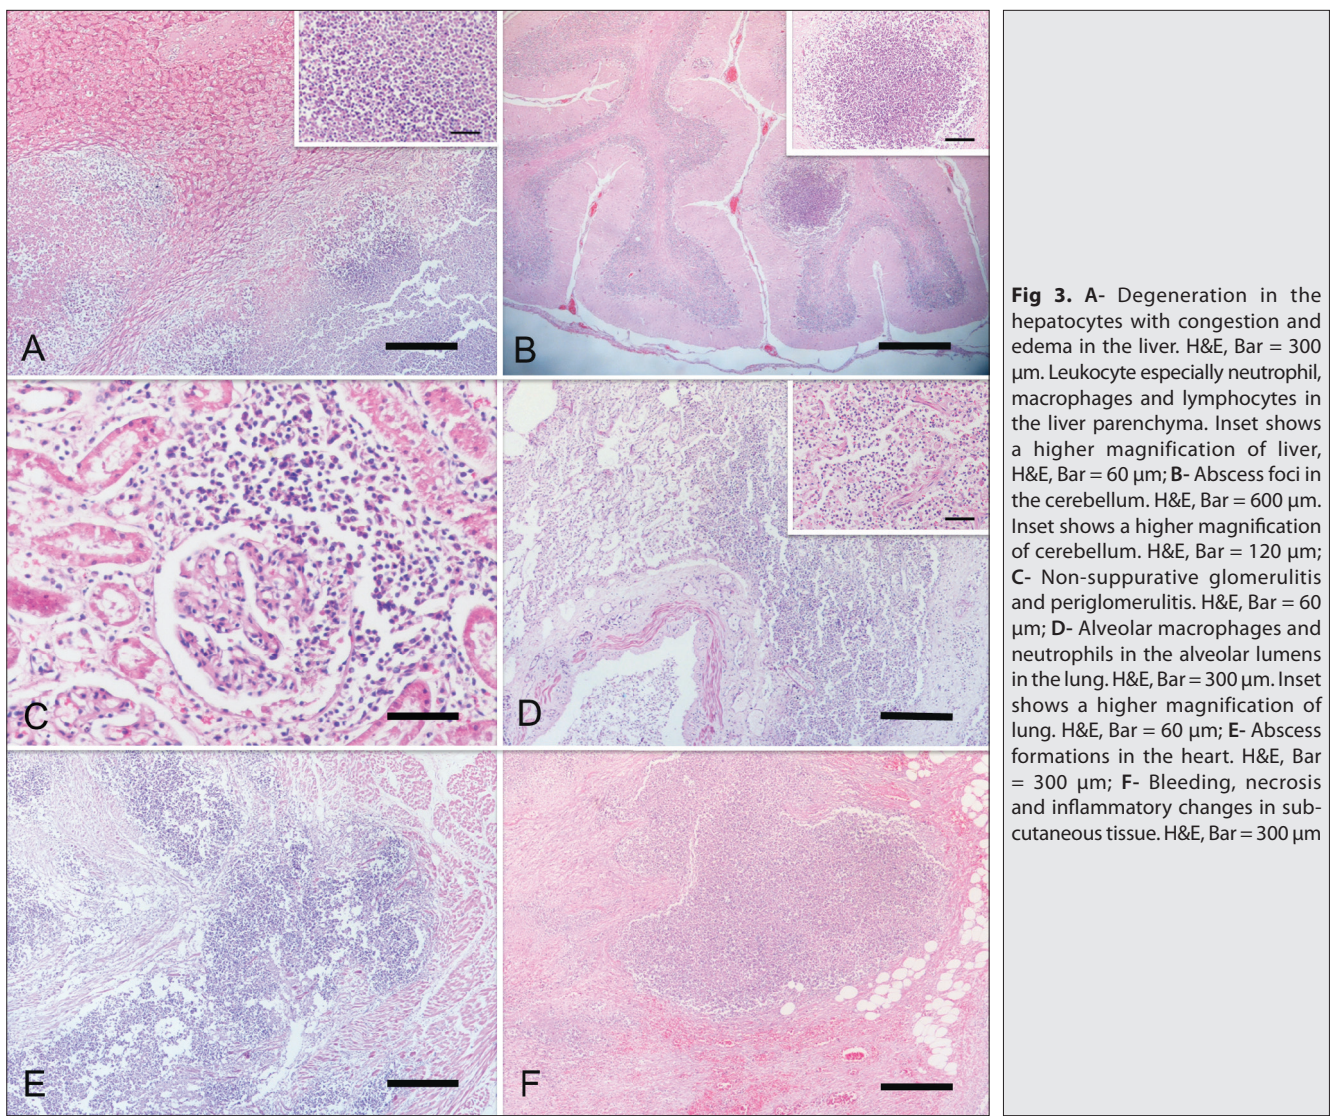 A
B
C
D
E
F
Fig 3. A- Degeneration in the
hepatocytes with congestion and
edema in the liver. H&E, Bar = 300
µm. Leukocyte especially neutrophil,
macrophages and lymphocytes in
the liver parenchyma. Inset shows
a higher magnification of liver,
H&E, Bar = 60 µm; B- Abscess foci in
the cerebellum. H&E, Bar = 600 µm.
Inset shows a higher magnification
of cerebellum. H&E, Bar = 120 µm;
C- Non-suppurative glomerulitis
and periglomerulitis. H&E, Bar = 60
µm; D- Alveolar macrophages and
neutrophils in the alveolar lumens
in the lung. H&E, Bar = 300 µm. Inset
shows a higher magnification of
lung. H&E, Bar = 60 µm; E- Abscess
formations in the heart. H&E, Bar
= 300 µm; F- Bleeding, necrosis
and inflammatory changes in sub-
cutaneous tissue. H&E, Bar = 300 µm